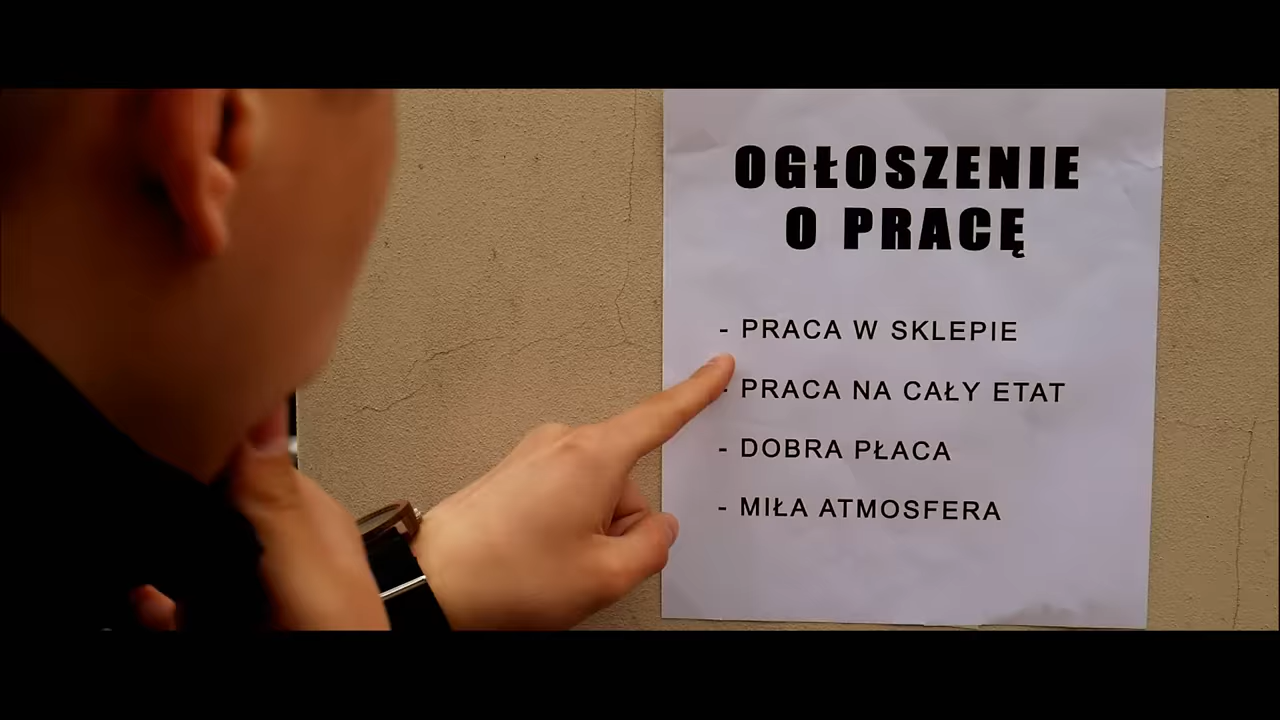 OGŁOSZENIE
O PRACĘ
- PRACA W SKLEPIE
- PRACA NA CAŁY ETAT
- DOBRA PŁACA
- MIŁA ATMOSFERA